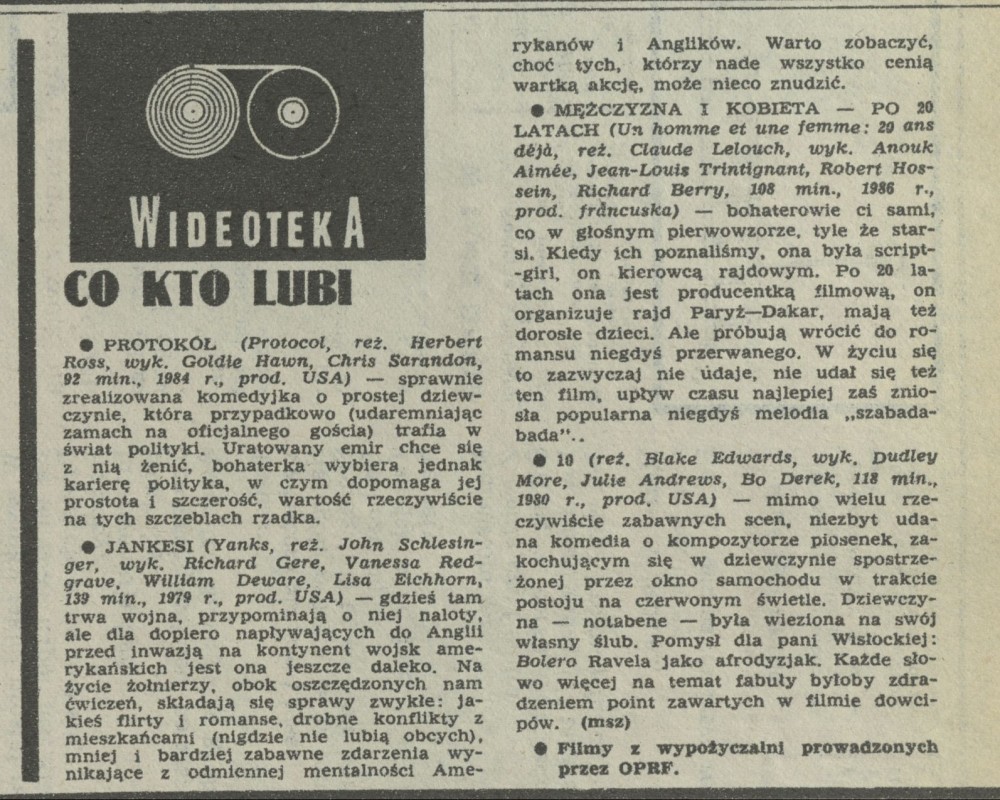 WIDEOTEKA
CO KTO LUBI
● PROTOKÓŁ (Protocol, reż. Herbert
Ross, wyk. Goldie Hawn, Chris Sarandon,
92 min., 1984 r., prod. USA) — sprawnie
zrealizowana komedyjka o prostej dziew-
czynie, która przypadkowo (udaremniając
zamach na oficjalnego gościa) trafia w
świat polityki. Uratowany emir chce się
z nią żenić, bohaterka wybiera jednak
karierę polityka, w czym dopomaga jej
prostota i szczerość, wartość rzeczywiście
na tych szczeblach rzadka.
● JANKESI (Yanks, reż. John Schlesin-
ger, wyk. Richard Gere, Vanessa Red-
grave, William Deware, Lisa Eichhorn,
139 min., 1979 r., prod. USA) — gdzieś tam
trwa wojna, przypominają o niej naloty,
ale dla dopiero napływających do Anglii
przed inwazją na kontynent wojsk ame-
rykańskich jest ona jeszcze daleko. Na
życie żołnierzy, obok oszczędzonych nam
ćwiczeń, składają się sprawy zwykłe: ja-
kieś flirty i romanse, drobne konflikty z
mieszkańcami (nigdzie nie lubią obcych),
mniej i bardziej zabawne zdarzenia wy-
nikające z odmiennej mentalności Ame-
rykanów i Anglików. Warto zobaczyć,
choć tych, którzy nade wszystko cenią
wartką akcję, może nieco znudzić.
● MĘŻCZYZNA I KOBIETA — PO 20
LATACH (Un homme et une femme: 20 ans
déjà, reż. Claude Lelouch, wyk. Anouk
Aimée, Jean-Louis Trintignant, Robert Hos-
sein, Richard Berry, 108 min., 1986 r.,
prod. francuska) — bohaterowie ci sami,
co w głośnym pierwowzorze, tyle że star-
si. Kiedy ich poznaliśmy, ona była script-
-girl, on kierowcą rajdowym. Po 20 la-
tach ona jest producentką filmową, on
organizuje rajd Paryż—Dakar, mają też
dorosłe dzieci. Ale próbują wrócić do ro-
mansu niegdyś przerwanego. W życiu się
to zazwyczaj nie udaje, nie udał się też
ten film, upływ czasu najlepiej zaś znio-
sła popularna niegdyś melodia „szabada-
bada”..
● 10 (reż. Blake Edwards, wyk. Dudley
More, Julie Andrews, Bo Derek, 118 min.,
1980 r., prod. USA) — mimo wielu rze-
czywiście zabawnych scen, niezbyt uda-
na komedia o kompozytorze piosenek, za-
kochującym się w dziewczynie spostrze-
żonej przez okno samochodu w trakcie
postoju na czerwonym świetle. Dziewczy-
na — notabene — była wieziona na swój
własny ślub. Pomysł dla pani Wisłockiej:
Bolero Ravela jako afrodyzjak. Każde sło-
wo więcej na temat fabuły byłoby zdra-
dzeniem point zawartych w filmie dowci-
pów. (msz)
● Filmy z wypożyczalni prowadzonych
przez OPRF.